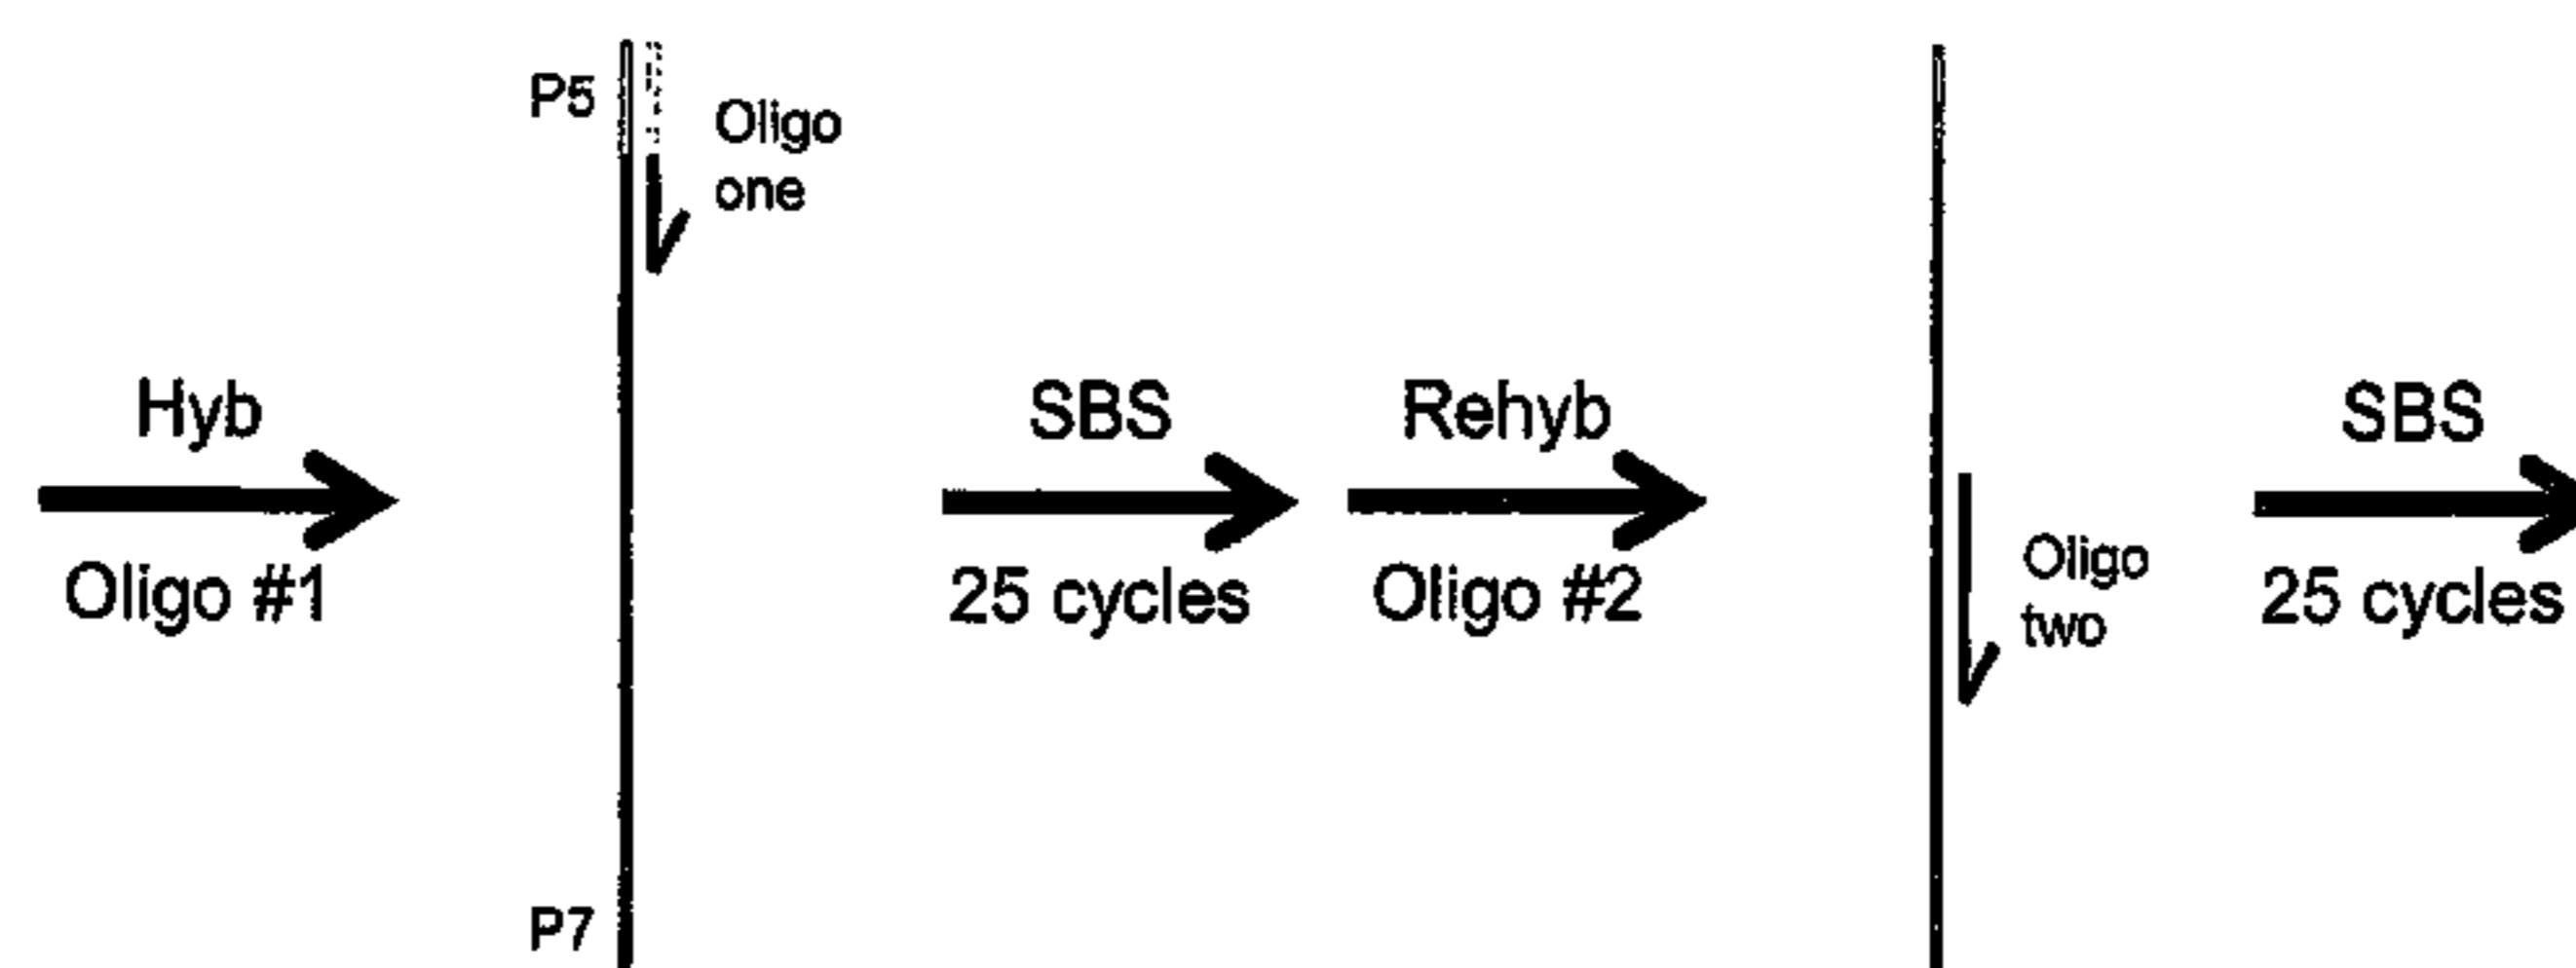 Hyb
Oligo #1
P5
Oligo
one
P7
SBS
25 cycles
Rehyb
Oligo #2
Oligo
two
SBS
25 cycles